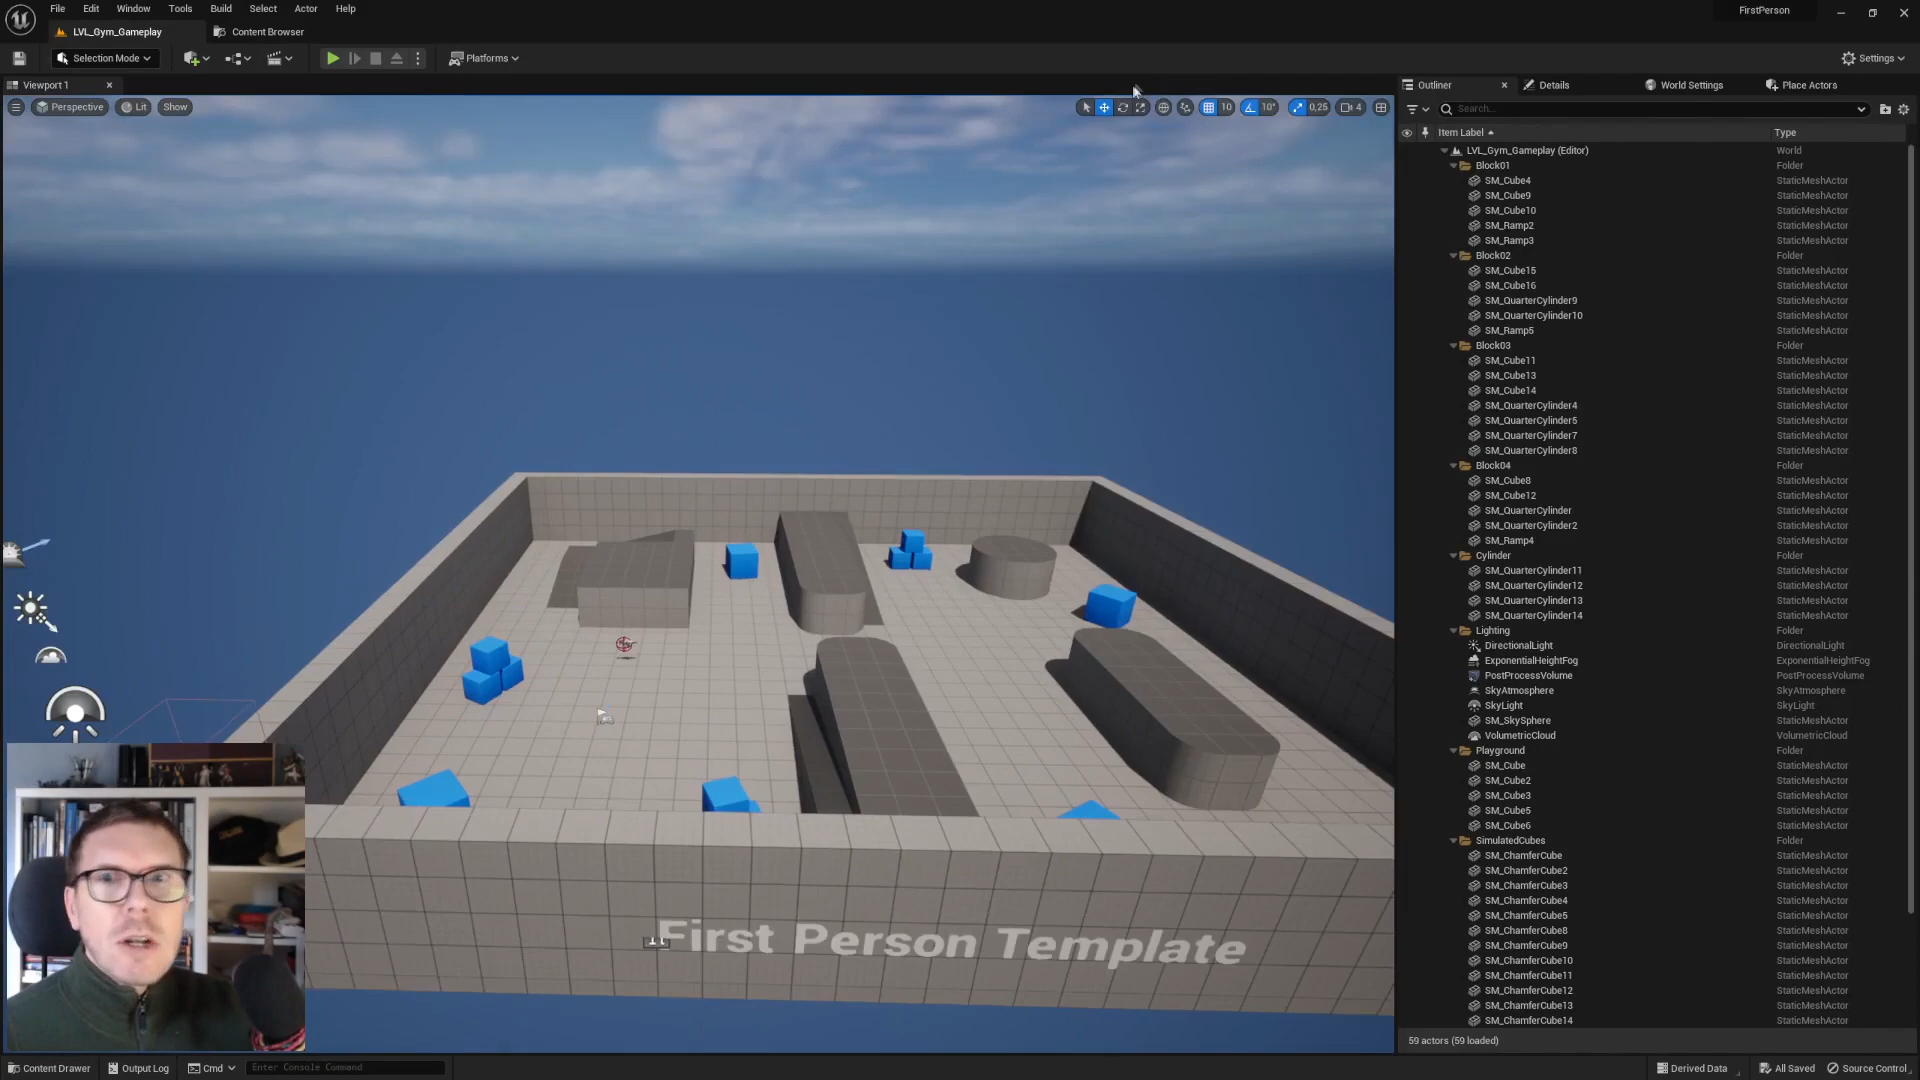 File Edit Window Tools Build Select Actor Help
FirstPerson
LVL_Gym_Gameplay Content Browser
Selection Mode Platforms Settings
Viewport 1 Outliner Details World Settings Place Actors
Perspective Lit Show 10 10° 0,25 4 Search...
Item Label Type
LVL_Gym_Gameplay (Editor) World
Block01 Folder
SM_Cube4 StaticMeshActor
SM_Cube9 StaticMeshActor
SM_Cube10 StaticMeshActor
SM_Ramp2 StaticMeshActor
SM_Ramp3 StaticMeshActor
Block02 Folder
SM_Cube15 StaticMeshActor
SM_Cube16 StaticMeshActor
SM_QuarterCylinder9 StaticMeshActor
SM_QuarterCylinder10 StaticMeshActor
SM_Ramp5 StaticMeshActor
Block03 Folder
SM_Cube11 StaticMeshActor
SM_Cube13 StaticMeshActor
SM_Cube14 StaticMeshActor
SM_QuarterCylinder4 StaticMeshActor
SM_QuarterCylinder5 StaticMeshActor
SM_QuarterCylinder7 StaticMeshActor
SM_QuarterCylinder8 StaticMeshActor
Block04 Folder
SM_Cube8 StaticMeshActor
SM_Cube12 StaticMeshActor
SM_QuarterCylinder StaticMeshActor
SM_QuarterCylinder2 StaticMeshActor
SM_Ramp4 StaticMeshActor
Cylinder Folder
SM_QuarterCylinder11 StaticMeshActor
SM_QuarterCylinder12 StaticMeshActor
SM_QuarterCylinder13 StaticMeshActor
SM_QuarterCylinder14 StaticMeshActor
Lighting Folder
DirectionalLight DirectionalLight
ExponentialHeightFog ExponentialHeightFog
PostProcessVolume PostProcessVolume
SkyAtmosphere SkyAtmosphere
SkyLight SkyLight
SM_SkySphere StaticMeshActor
VolumetricCloud VolumetricCloud
Playground Folder
SM_Cube StaticMeshActor
SM_Cube2 StaticMeshActor
SM_Cube3 StaticMeshActor
SM_Cube5 StaticMeshActor
SM_Cube6 StaticMeshActor
SimulatedCubes Folder
SM_ChamferCube StaticMeshActor
SM_ChamferCube2 StaticMeshActor
SM_ChamferCube3 StaticMeshActor
SM_ChamferCube4 StaticMeshActor
SM_ChamferCube5 StaticMeshActor
SM_ChamferCube8 StaticMeshActor
SM_ChamferCube9 StaticMeshActor
SM_ChamferCube10 StaticMeshActor
SM_ChamferCube11 StaticMeshActor
SM_ChamferCube12 StaticMeshActor
SM_ChamferCube13 StaticMeshActor
SM_ChamferCube14 StaticMeshActor
First Person Template
59 actors (59 loaded)
Content Drawer Output Log Cmd Enter Console Command Derived Data All Saved Source Control